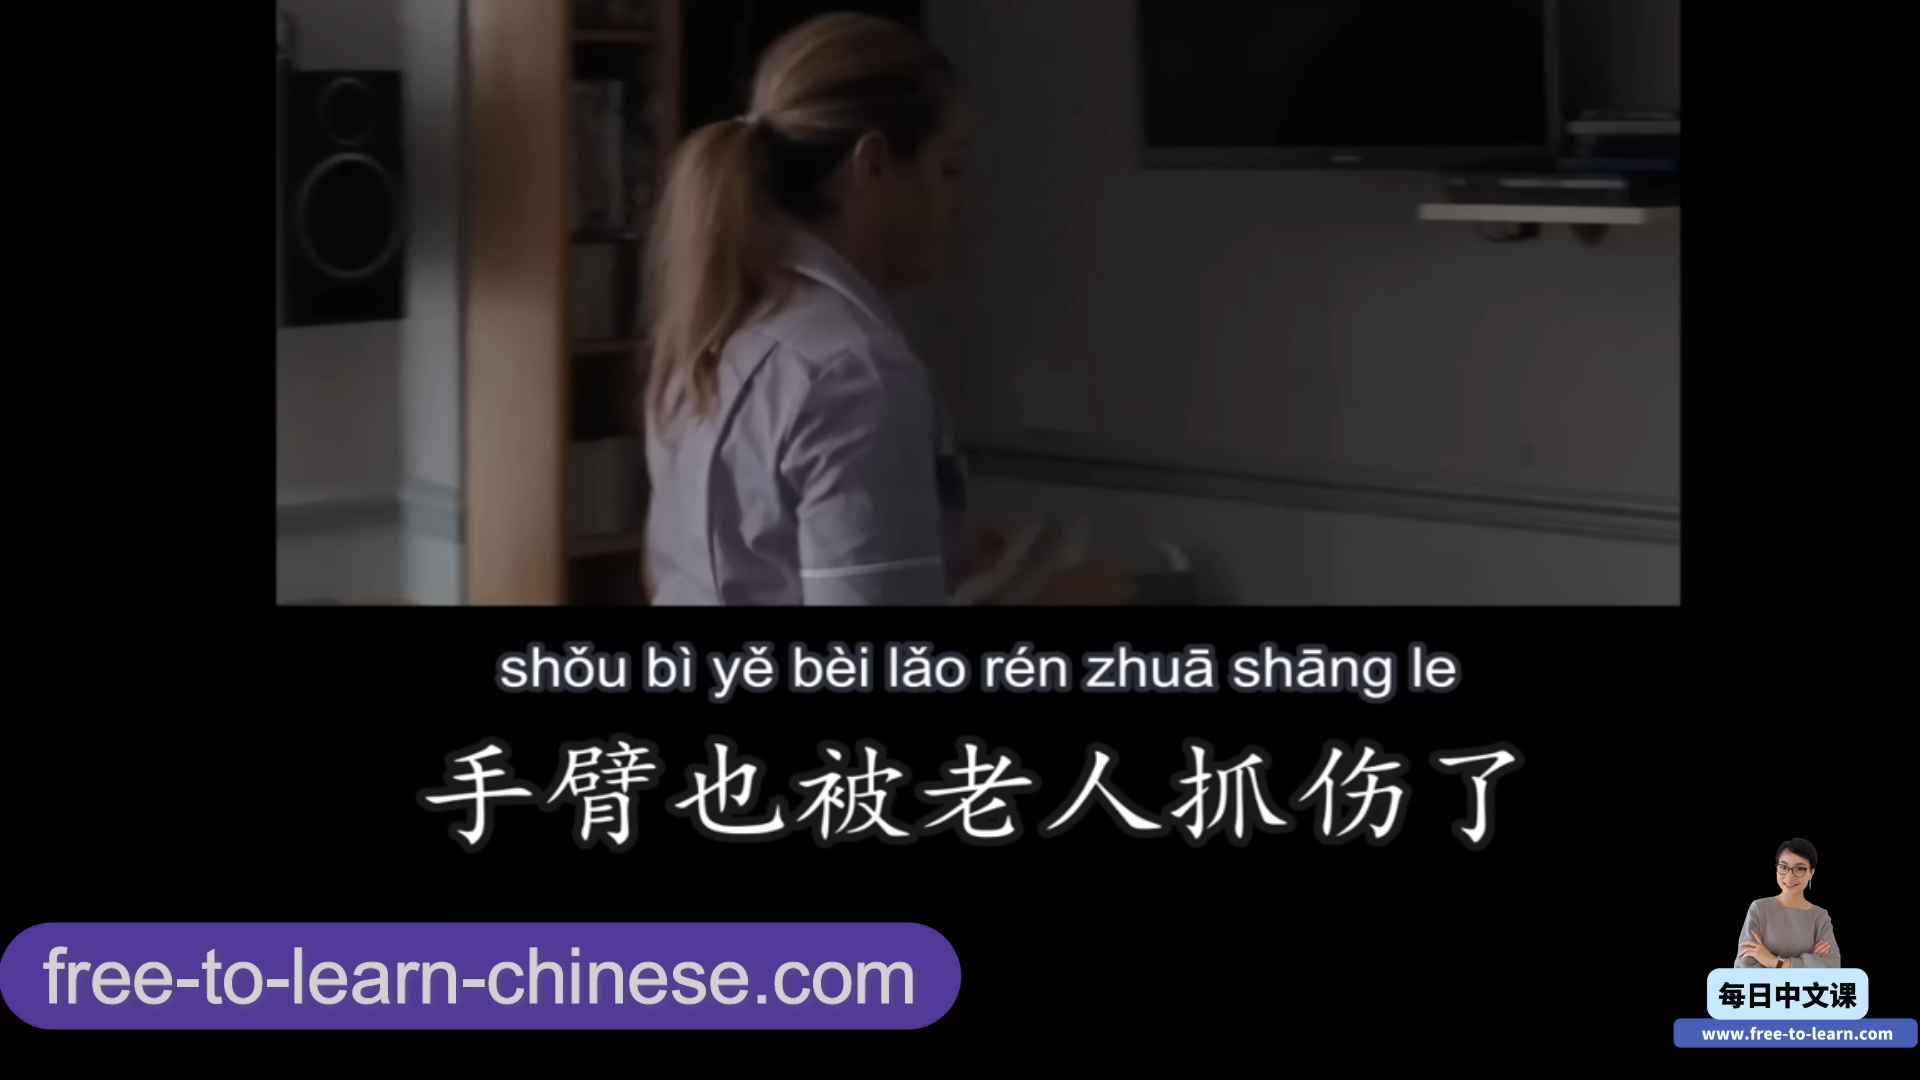 shǒu bì yě bèi lǎo rén zhuā shāng le
手臂也被老人抓伤了
free-to-learn-chinese.com
每日中文课
www.free-to-learn.com